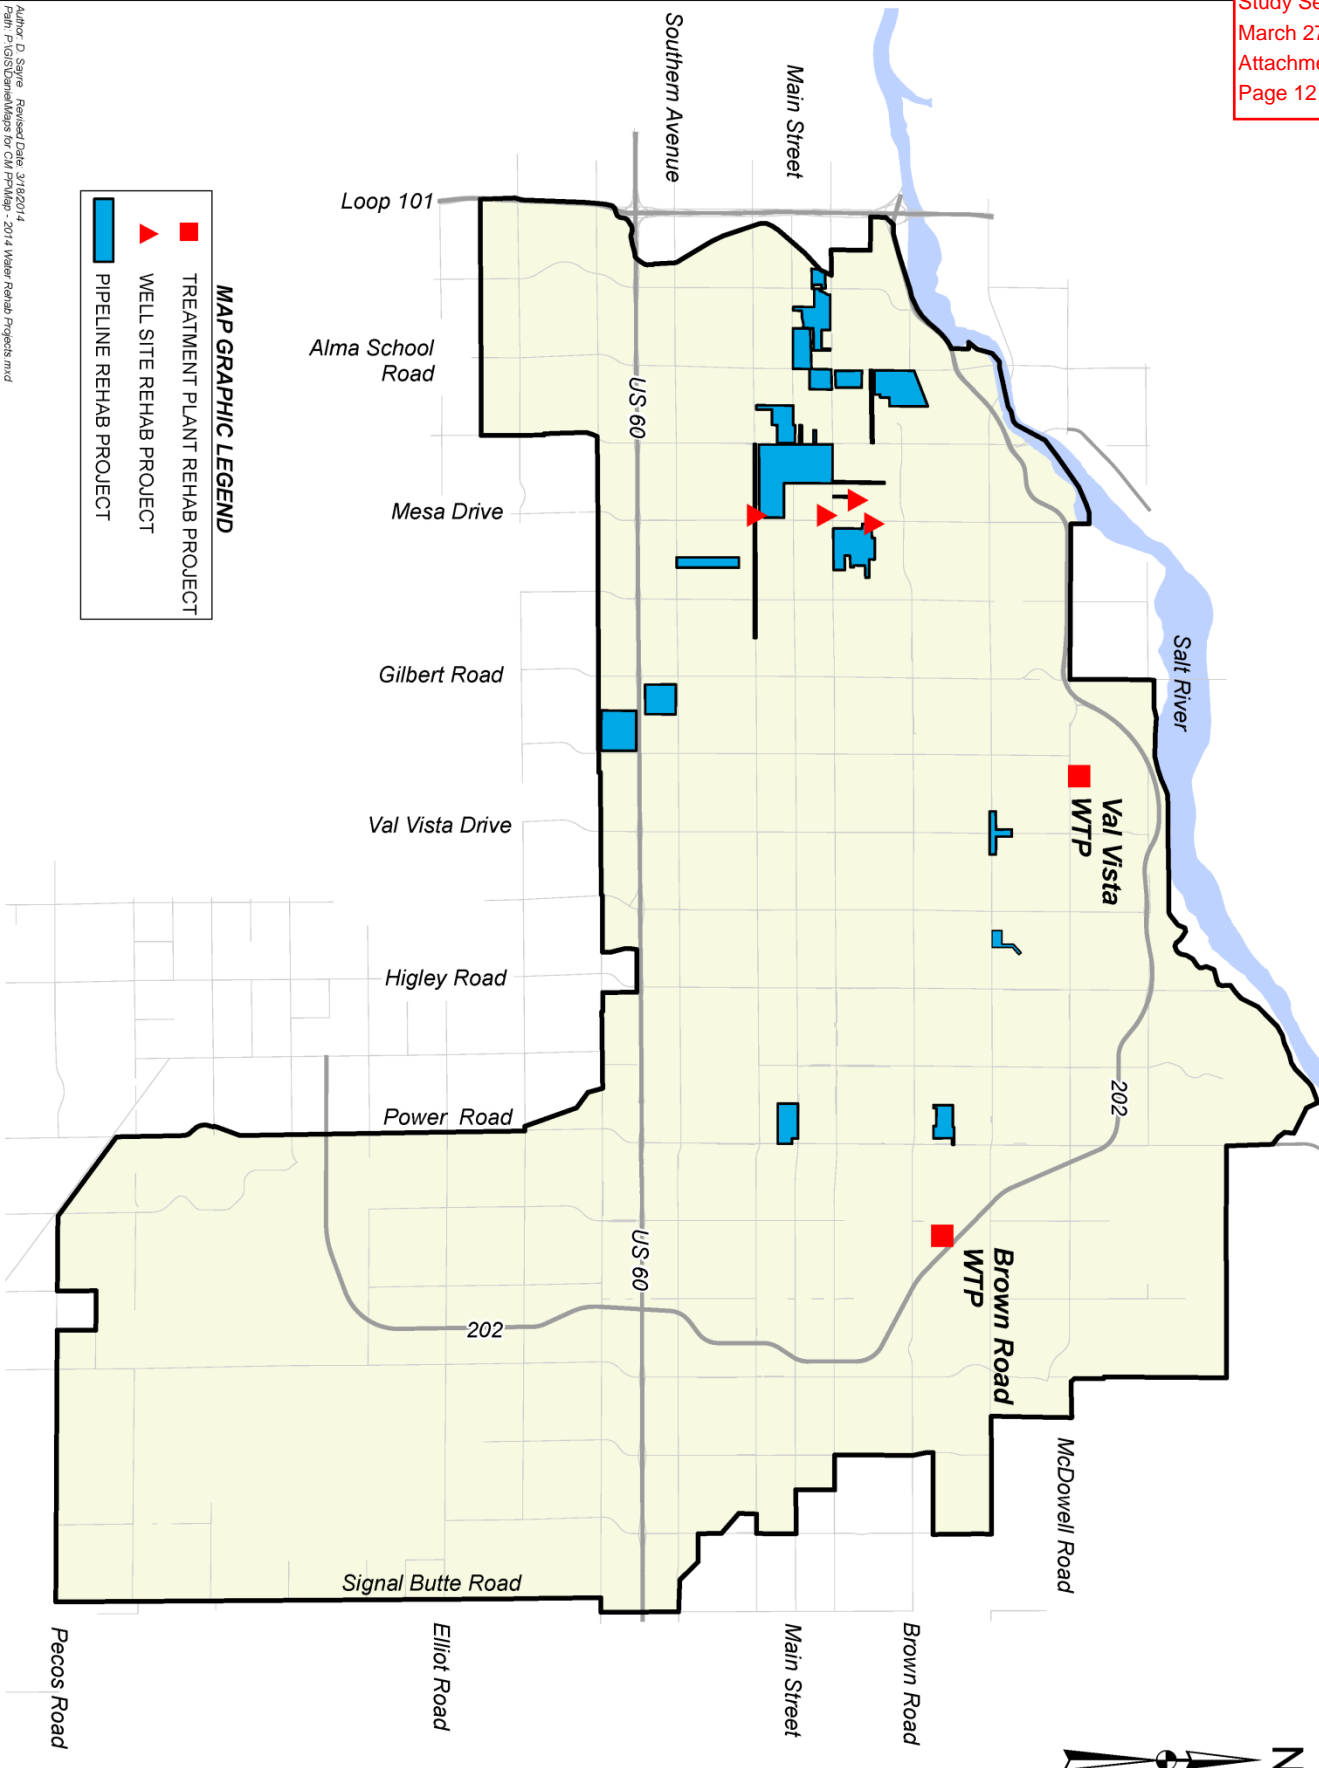 Study Se
March 27
Attachme
Page 12
Southern Avenue
Main Street
Loop 101
Alma School
Road
US 60
Mesa Drive
Gilbert Road
Val Vista Drive
Higley Road
Power Road
Salt River
Val Vista
WTP
202
Brown Road
WTP
US 60
202
McDowell Road
Signal Butte Road
Pecos Road
Elliot Road
Main Street
Brown Road
N
MAP GRAPHIC LEGEND
TREATMENT PLANT REHAB PROJECT
WELL SITE REHAB PROJECT
PIPELINE REHAB PROJECT
Author: D. Sayre Revised Date: 3/18/2014
Path: P:\GIS\Daniel\Maps for CM PP\Map - 2014 Water Rehab Projects.mxd